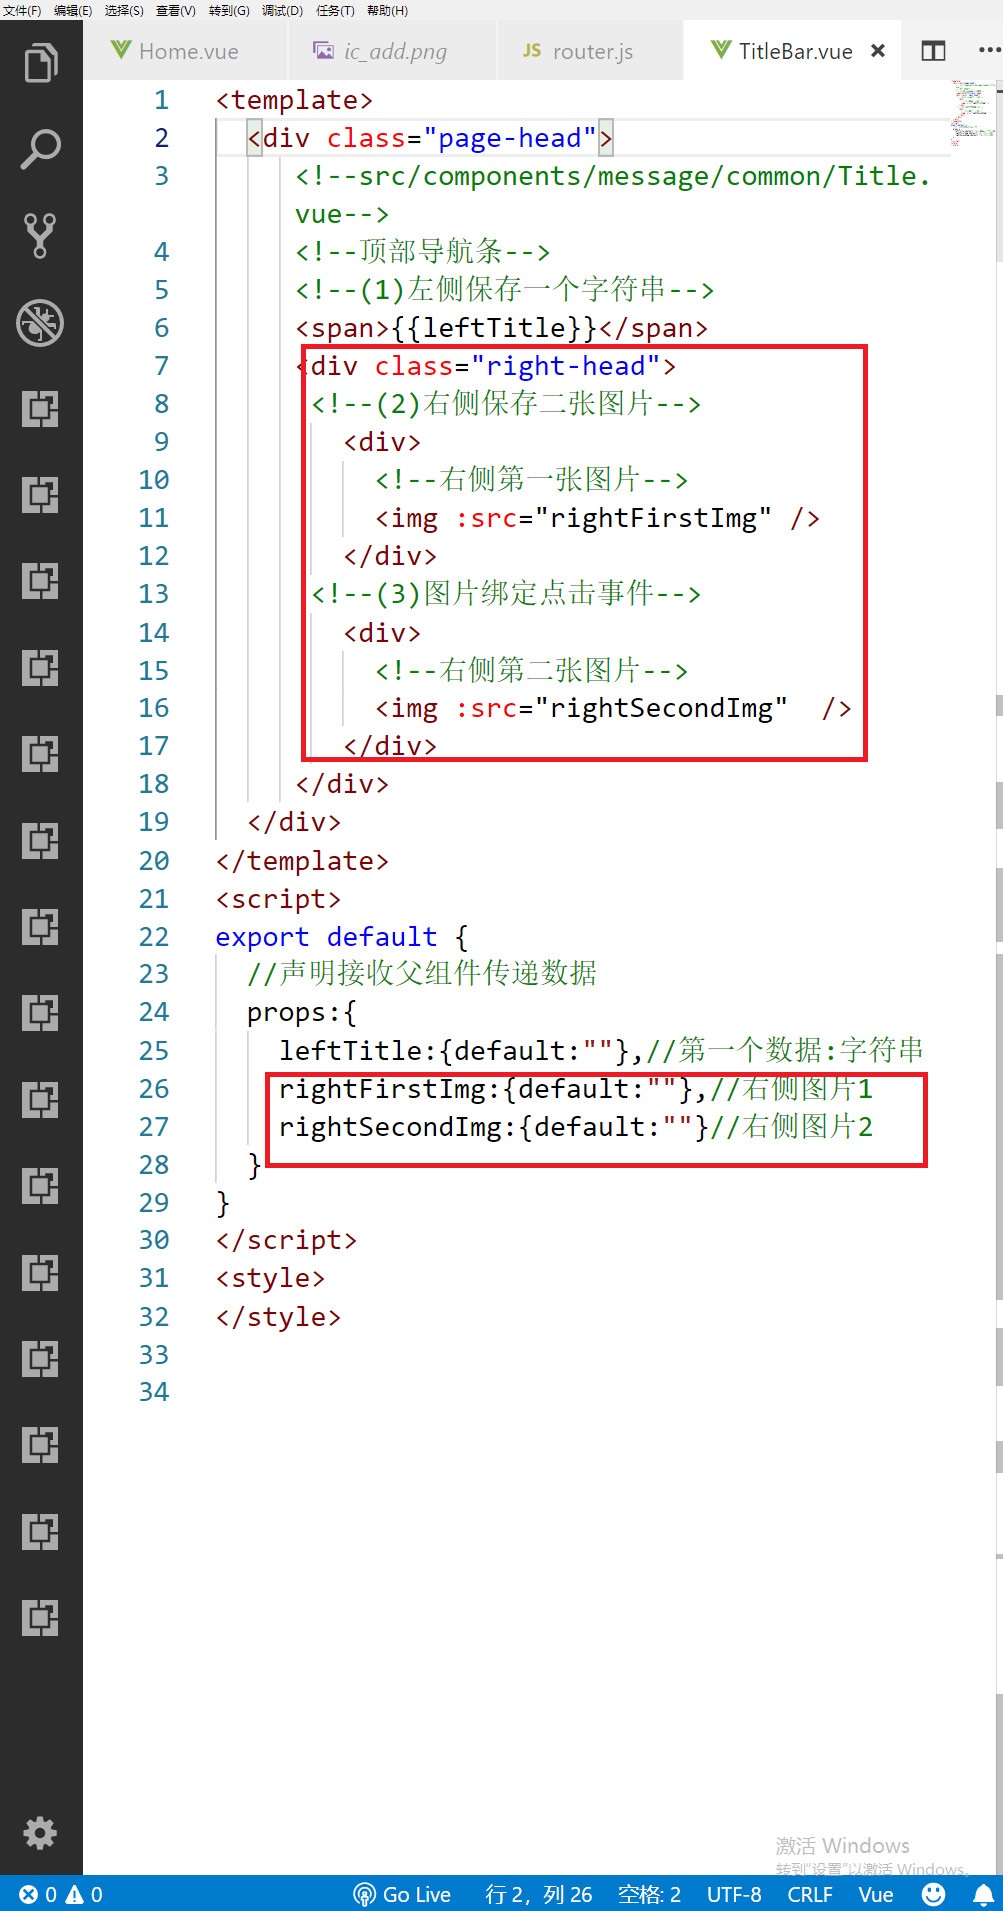 文件(F) 编辑(E) 选择(S) 查看(V) 转到(G) 调试(D) 任务(T) 帮助(H)
Home.vue ic_add.png JS router.js TitleBar.vue ×
1 <template>
2 <div class="page-head">
3 <!--src/components/message/common/Title.
vue-->
4 <!--顶部导航条-->
5 <!--(1)左侧保存一个字符串-->
6 <span>{{leftTitle}}</span>
7 <div class="right-head">
8 <!--(2)右侧保存二张图片-->
9 <div>
10 <!--右侧第一张图片-->
11 <img :src="rightFirstImg" />
12 </div>
13 <!--(3)图片绑定点击事件-->
14 <div>
15 <!--右侧第二张图片-->
16 <img :src="rightSecondImg"  />
17 </div>
18 </div>
19 </div>
20 </template>
21 <script>
22 export default {
23 //声明接收父组件传递数据
24 props:{
25 leftTitle:{default:""},//第一个数据:字符串
26 rightFirstImg:{default:""},//右侧图片1
27 rightSecondImg:{default:""}//右侧图片2
28 }
29 }
30 </script>
31 <style>
32 </style>
33
34
激活 Windows
转到"设置"以激活 Windows。
0 0 Go Live 行 2，列 26 空格: 2 UTF-8 CRLF Vue